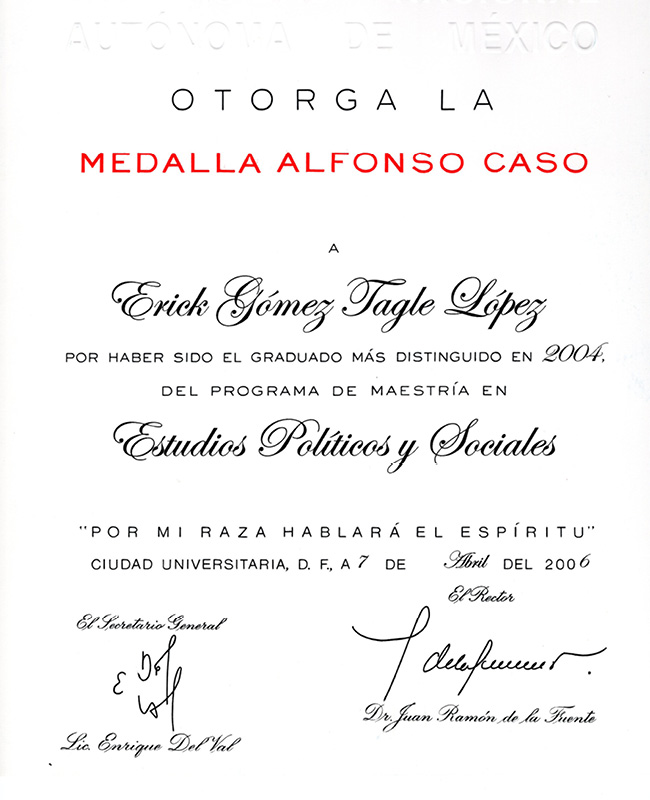 AUTÓNOMA DE MÉXICO
OTORGA LA
MEDALLA ALFONSO CASO
A
Erick Gómez Tagle López
POR HABER SIDO EL GRADUADO MÁS DISTINGUIDO EN 2004,
DEL PROGRAMA DE MAESTRÍA EN
Estudios Políticos y Sociales
"POR MI RAZA HABLARÁ EL ESPÍRITU"
CIUDAD UNIVERSITARIA, D. F., A 7 DE Abril DEL 2006
El Rector
El Secretario General
Dr. Juan Ramón de la Fuente
Lic. Enrique Del Val